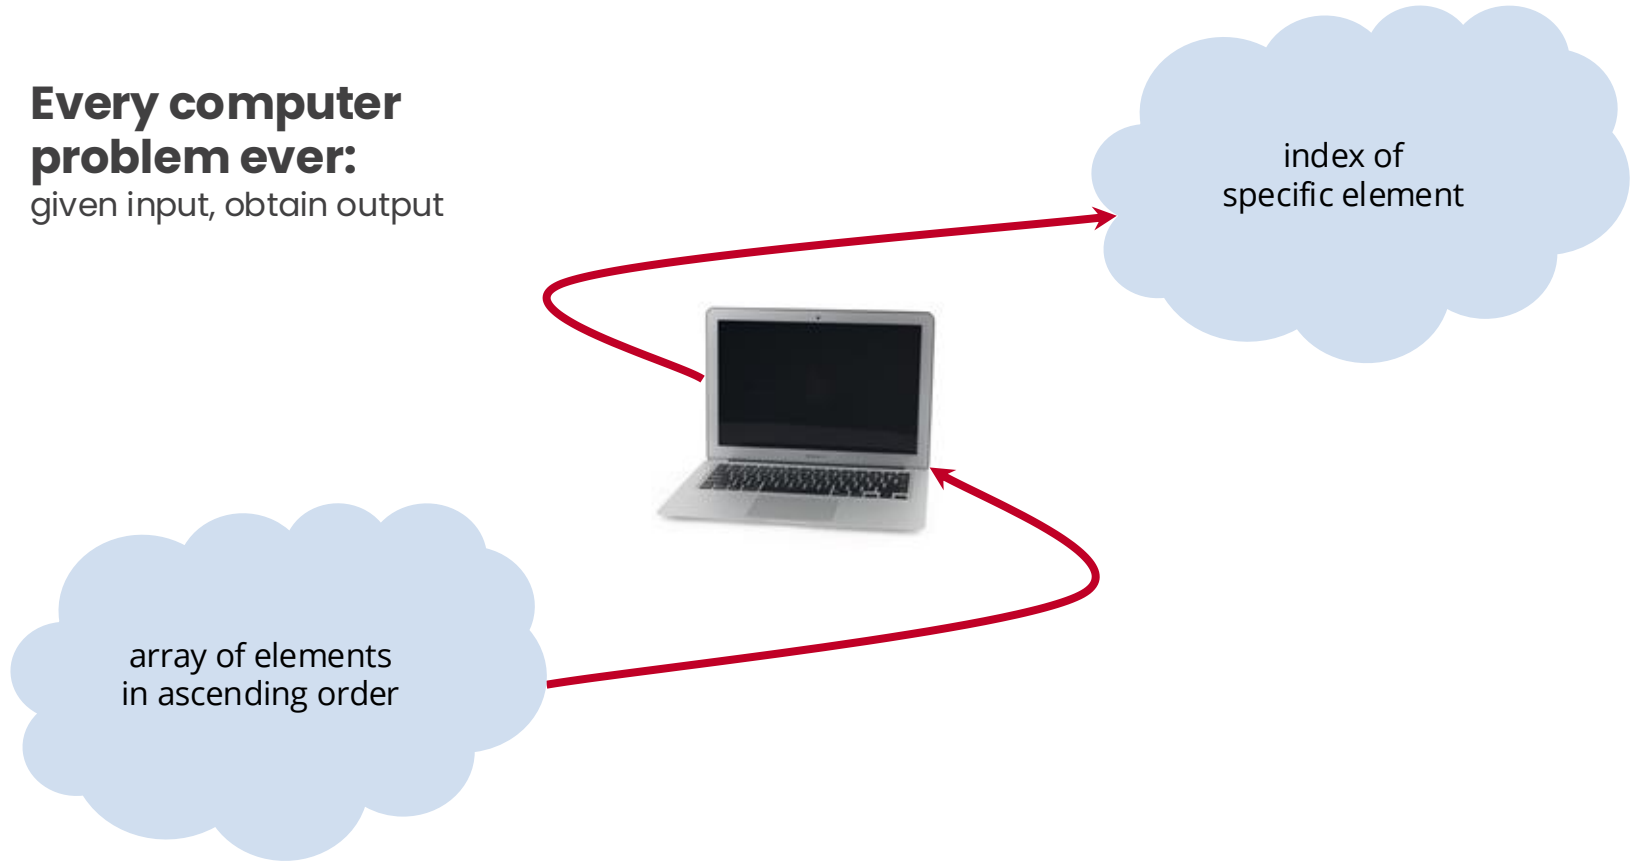 Every computer
problem ever:
given input, obtain output
index of
specific element
array of elements
in ascending order